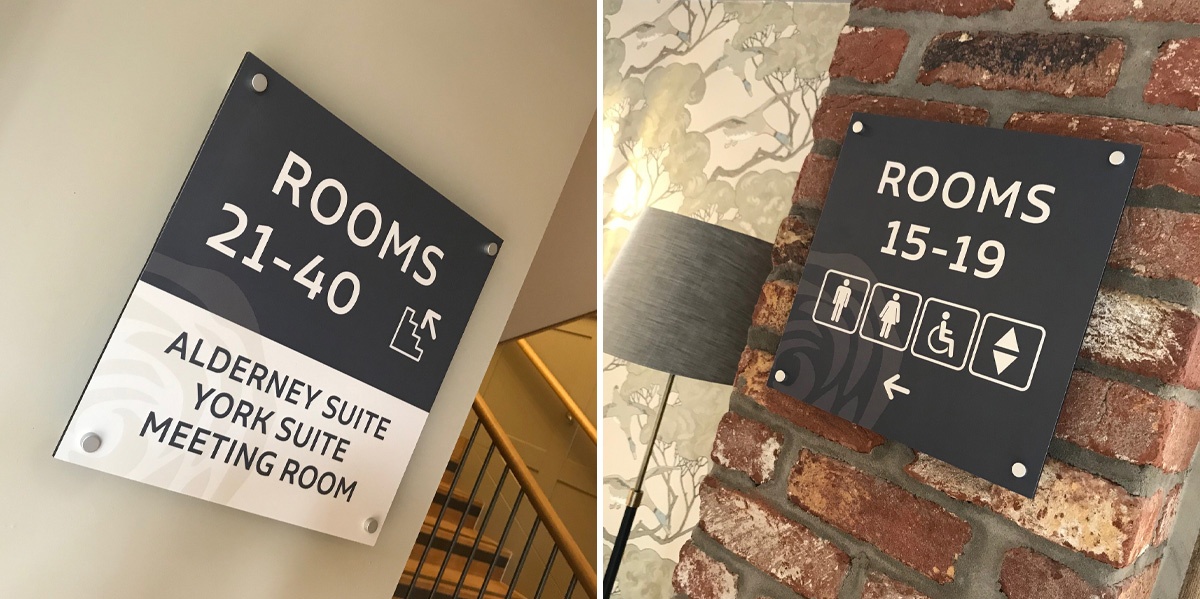 ROOMS
21-40
ALDERNEY SUITE
YORK SUITE
MEETING ROOM
ROOMS
15-19